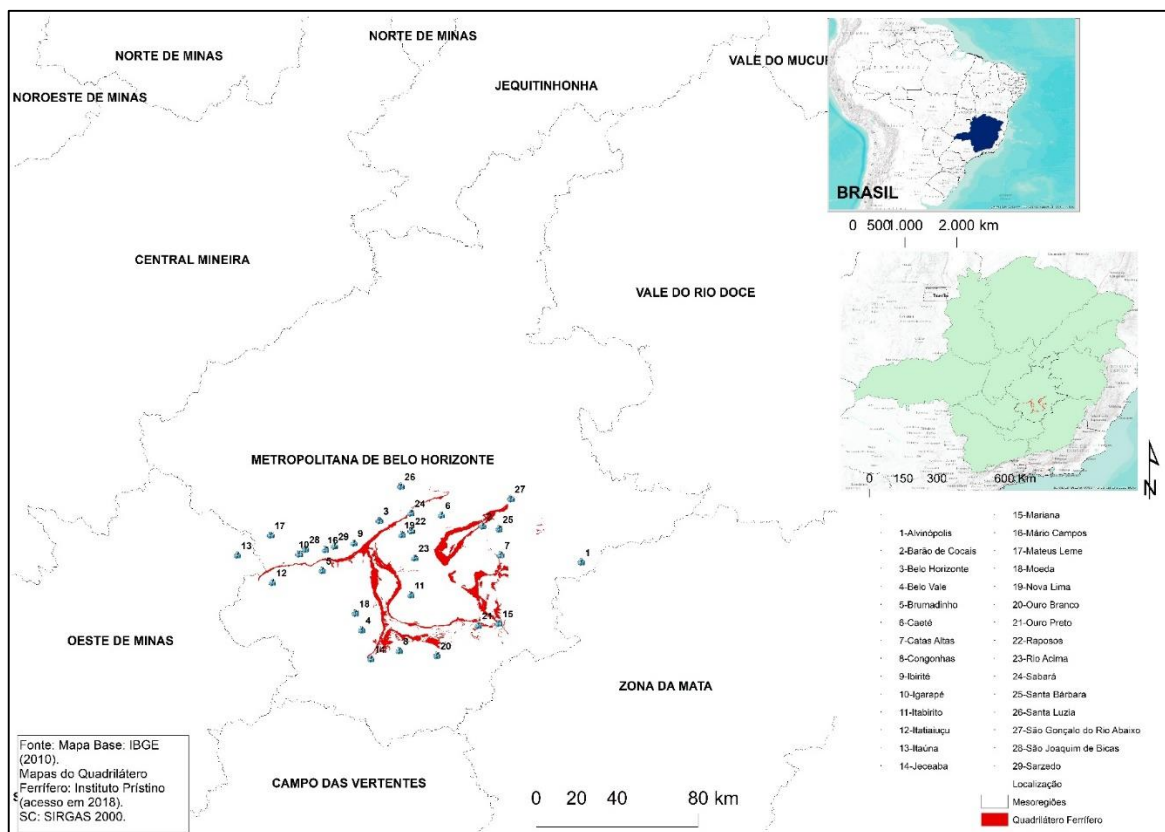 NORTE DE MINAS
NORTE DE MINAS
VALE DO MUCUI
NOROESTE DE MINAS
JEQUITINHONHA
BRASIL
0 500 1.000 2.000 km
CENTRAL MINEIRA
VALE DO RIO DOCE
METROPOLITANA DE BELO HORIZONTE
0 150 300 600 Km
N
26
27
24
3
6
22
25
17
19
13
10
28
16
29
9
7
1
23
5
12
11
18
15
4
21
OESTE DE MINAS
8
20
14
ZONA DA MATA
CAMPO DAS VERTENTES
Fonte: Mapa Base: IBGE
(2010).
Mapas do Quadrilátero
Ferrífero: Instituto Prístino
(acesso em 2018).
SC: SIRGAS 2000.
0 20 40 80 km
1-Alvinópolis
2-Barão de Cocais
3-Belo Horizonte
4-Belo Vale
5-Brumadinho
6-Caeté
7-Catas Altas
8-Congonhas
9-Ibirité
10-Igarapé
11-Itabirito
12-Itatiaiuçu
13-Itaúna
14-Jeceaba
15-Mariana
16-Mário Campos
17-Mateus Leme
18-Moeda
19-Nova Lima
20-Ouro Branco
21-Ouro Preto
22-Raposos
23-Rio Acima
24-Sabará
25-Santa Bárbara
26-Santa Luzia
27-São Gonçalo do Rio Abaixo
28-São Joaquim de Bicas
29-Sarzedo
Localização
Mesoregiões
Quadrilátero Ferrífero